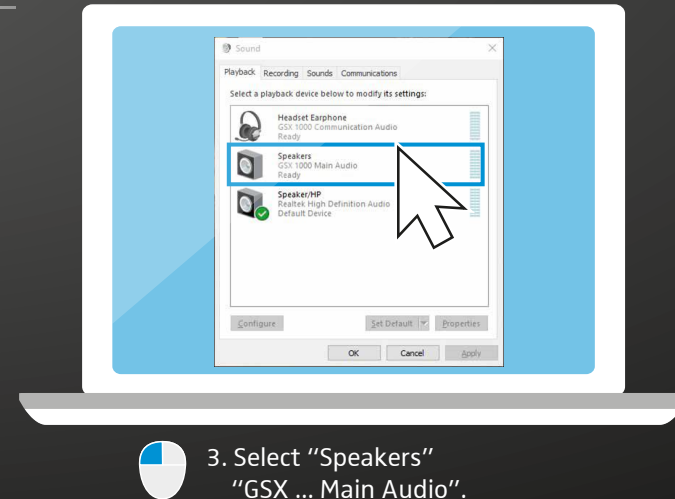 Sound
Playback Recording Sounds Communications
Select a playback device below to modify its settings:
Headset Earphone
GSX 1000 Communication Audio
Ready
Speakers
GSX 1000 Main Audio
Ready
Speaker/HP
Realtek High Definition Audio
Default Device
Configure Set Default Properties
OK Cancel Apply
3. Select “Speakers”
“GSX ... Main Audio”.